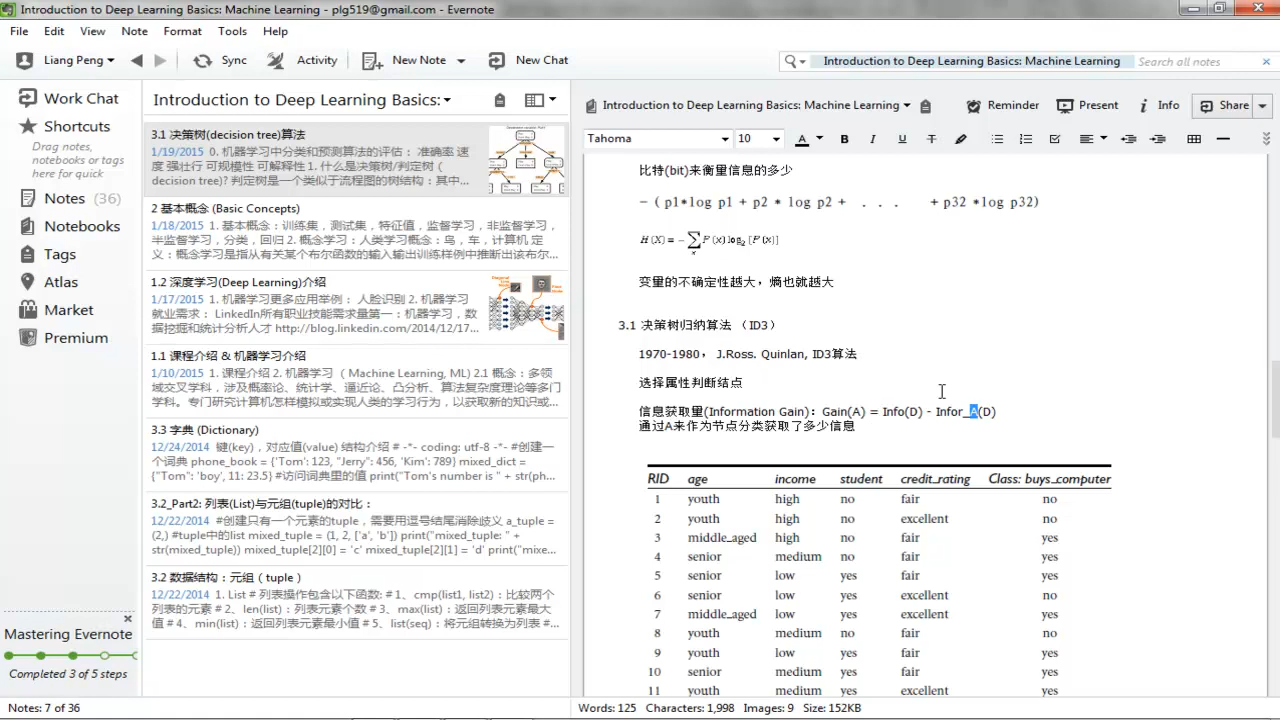 Introduction to Deep Learning Basics: Machine Learning - plg519@gmail.com - Evernote
File Edit View Note Format Tools Help
Liang Peng Sync Activity New Note New Chat Introduction to Deep Learning Basics: Machine Learning Search all notes
Work Chat
Shortcuts
Drag notes,
notebooks or tags
here for quick
Notes (36)
Notebooks
Tags
Atlas
Market
Premium
Mastering Evernote
Completed 3 of 5 steps
Introduction to Deep Learning Basics:
3.1 决策树(decision tree)算法
1/19/2015 0. 机器学习中分类和预测算法的评估： 准确率 速
度 强壮行 可规模性 可解释性 1. 什么是决策树/判定树 (
decision tree)? 判定树是一个类似于流程图的树结构：其中...
2 基本概念 (Basic Concepts)
1/18/2015 1. 基本概念：训练集，测试集，特征值，监督学习，非监督学习，
半监督学习，分类，回归 2. 概念学习：人类学习概念：鸟，车，计算机 定
义：概念学习是指从有关某个布尔函数的输入输出训练样例中推断出该布尔...
1.2 深度学习(Deep Learning)介绍
1/17/2015 1. 机器学习更多应用举例： 人脸识别 2. 机器学习
就业需求： LinkedIn所有职业技能需求量第一：机器学习，数
据挖掘和统计分析人才 http://blog.linkedin.com/2014/12/17...
1.1 课程介绍 & 机器学习介绍
1/10/2015 1. 课程介绍 2. 机器学习 ( Machine Learning, ML) 2.1 概念：多领
域交叉学科，涉及概率论、统计学、逼近论、凸分析、算法复杂度理论等多门
学科。专门研究计算机怎样模拟或实现人类的学习行为，以获取新的知识或...
3.3 字典 (Dictionary)
12/24/2014 键(key)，对应值(value) 结构介绍 # -*- coding: utf-8 -*- #创建一
个词典 phone_book = {'Tom': 123, "Jerry": 456, 'Kim': 789} mixed_dict =
{"Tom": 'boy', 11: 23.5} #访问词典里的值 print("Tom's number is " + str(ph...
3.2_Part2: 列表(List)与元组(tuple)的对比：
12/22/2014 #创建只有一个元素的tuple，需要用逗号结尾消除歧义 a_tuple =
(2,) #tuple中的list mixed_tuple = (1, 2, ['a', 'b']) print("mixed_tuple: " +
str(mixed_tuple)) mixed_tuple[2][0] = 'c' mixed_tuple[2][1] = 'd' print("mixe...
3.2 数据结构：元组 ( tuple )
12/22/2014 1. List # 列表操作包含以下函数: # 1、cmp(list1, list2)：比较两个
列表的元素 # 2、len(list)：列表元素个数 # 3、max(list)：返回列表元素最大
值 # 4、min(list)：返回列表元素最小值 # 5、list(seq)：将元组转换为列表 #...
Introduction to Deep Learning Basics: Machine Learning Reminder Present Info Share
Tahoma 10 A B I U T
比特(bit)来衡量信息的多少
- ( p1*log p1 + p2 * log p2 + . . . + p32 *log p32)
H(X) = -∑x P(x) log2 [P(x)]
变量的不确定性越大，熵也就越大
3.1 决策树归纳算法 （ID3）
1970-1980， J.Ross. Quinlan, ID3算法
选择属性判断结点
信息获取量(Information Gain)：Gain(A) = Info(D) - Infor_A(D)
通过A来作为节点分类获取了多少信息
RID age income student credit_rating Class: buys_computer
1 youth high no fair no
2 youth high no excellent no
3 middle_aged high no fair yes
4 senior medium no fair yes
5 senior low yes fair yes
6 senior low yes excellent no
7 middle_aged low yes excellent yes
8 youth medium no fair no
9 youth low yes fair yes
10 senior medium yes fair yes
11 youth medium yes excellent yes
Notes: 7 of 36
Words: 125 Characters: 1,998 Images: 9 Size: 152KB